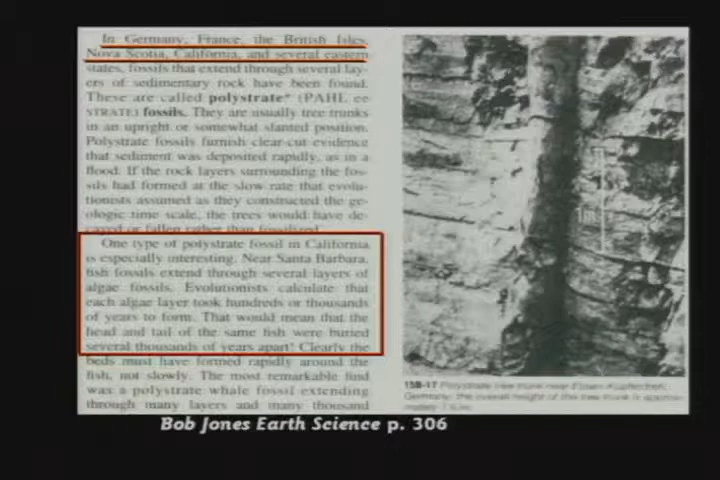 In Germany, France, the British Isles,
Nova Scotia, California, and several eastern
states, fossils that extend through several lay-
ers of sedimentary rock have been found.
These are called polystrate* (PAHL ee
STRATE) fossils. They are usually tree trunks
in an upright or somewhat slanted position.
Polystrate fossils furnish clear-cut evidence
that sediment was deposited rapidly, as in a
flood. If the rock layers surrounding the fos-
sils had formed at the slow rate that evolu-
tionists assumed as they constructed the ge-
ologic time scale, the trees would have de-
cayed or fallen rather than fossilized.
One type of polystrate fossil in California
is especially interesting. Near Santa Barbara,
fish fossils extend through several layers of
algae fossils. Evolutionists calculate that
each algae layer took hundreds or thousands
of years to form. That would mean that the
head and tail of the same fish were buried
several thousands of years apart! Clearly the
beds must have formed rapidly around the
fish, not slowly. The most remarkable find
was a polystrate whale fossil extending
through many layers and many thousand
1m
15B-17 Polystrate tree trunk near
Germany; the overall height of the tree trunk is
Bob Jones Earth Science p. 306